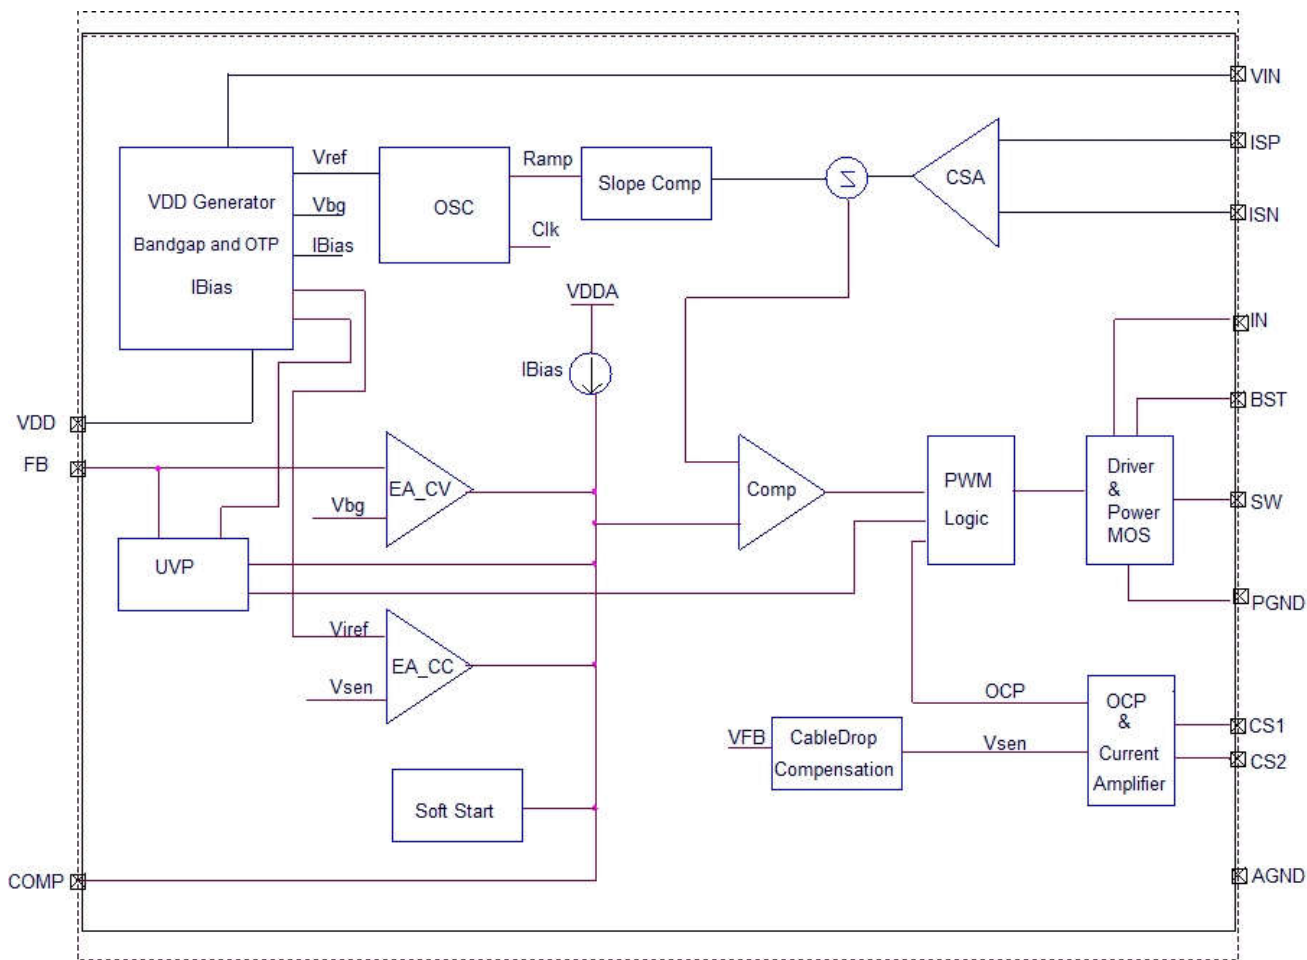 VIN
ISP
ISN
Vref
Ramp
VDD Generator
Vbg
OSC
Slope Comp
Σ
CSA
Bandgap and OTP
IBias
Clk
IBias
VDDA
IN
IBias
BST
VDD
FB
EA_CV
Vbg
Comp
PWM
Logic
Driver
&
Power
MOS
SW
UVP
PGND
Viref
EA_CC
Vsen
OCP
OCP
&
Current
Amplifier
CS1
CS2
VFB
CableDrop
Compensation
Vsen
Soft Start
COMP
AGND